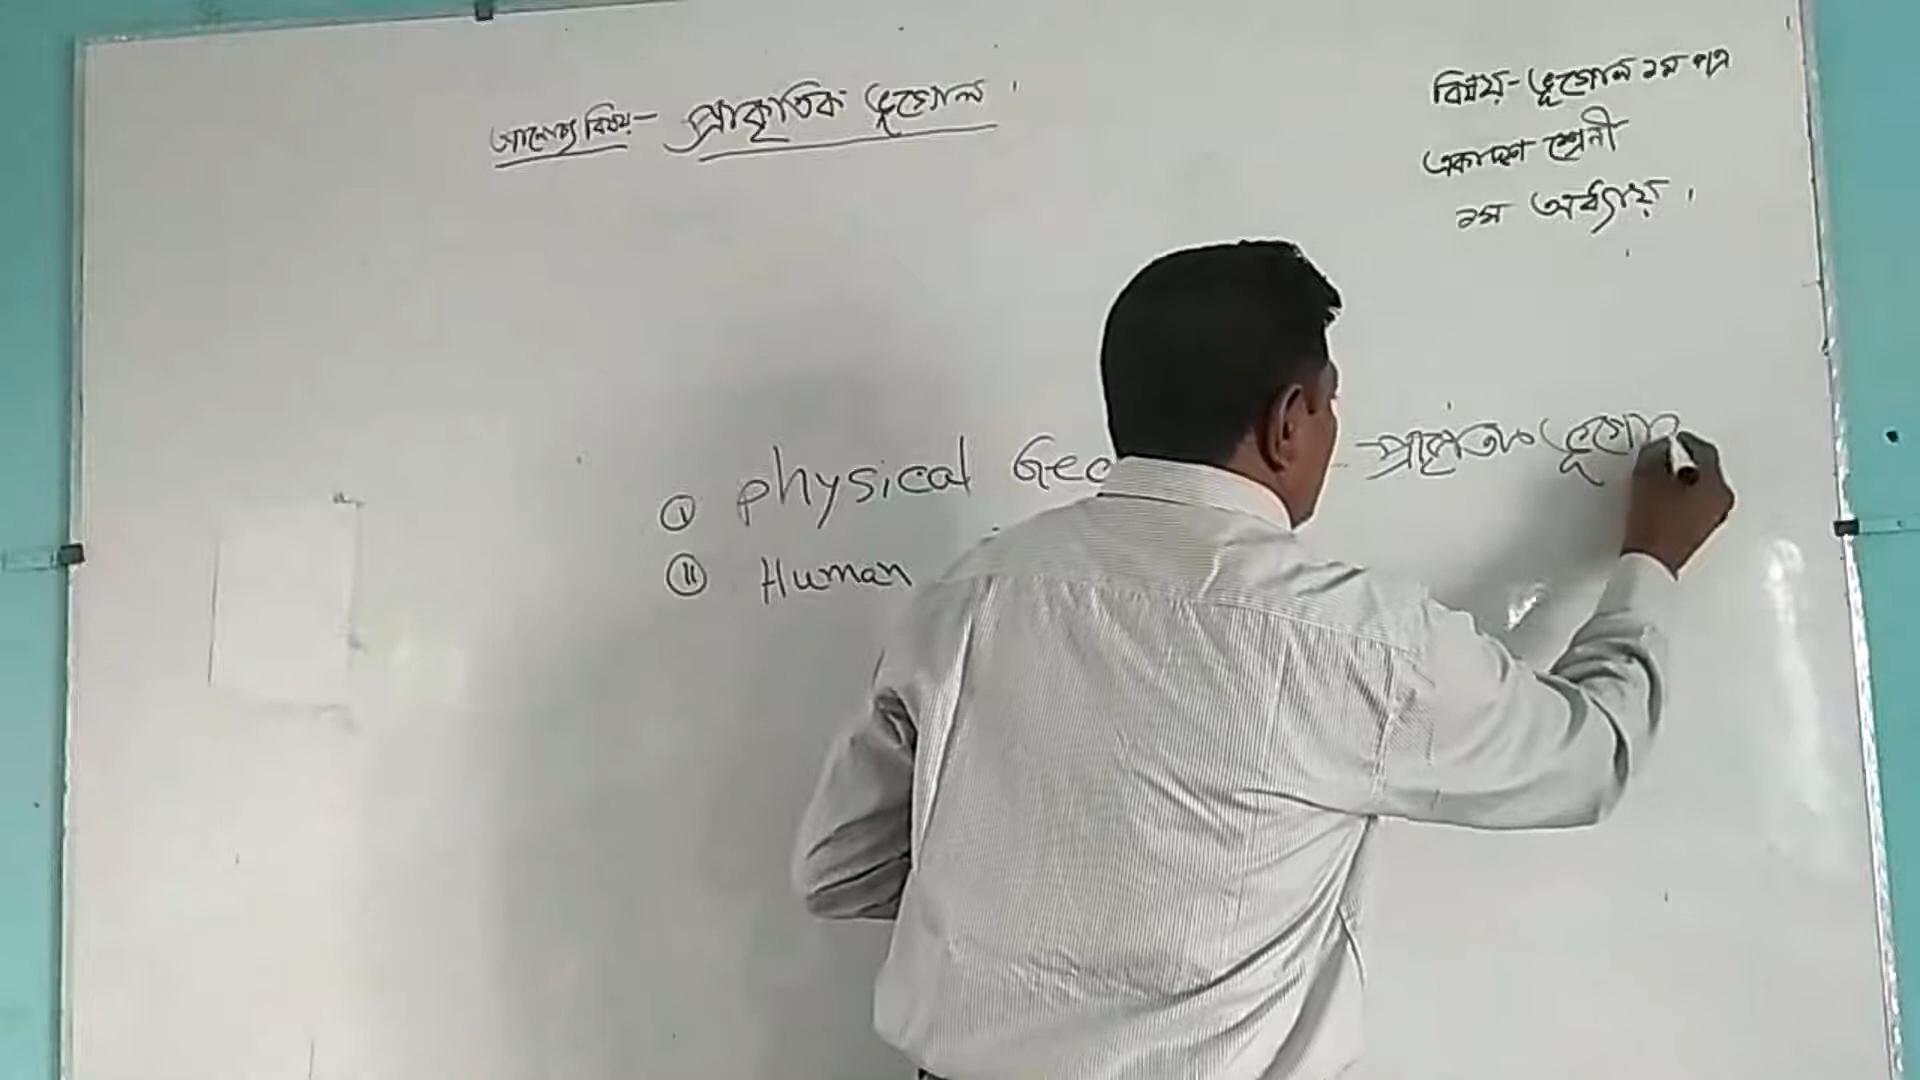 আলোচ্য বিষয় - প্রাকৃতিক ভূগোল ।
বিষয় - ভূগোল ১ম পত্র
একাদশ শ্রেনী
১ম অধ্যায় ।
(i) Physical Geo - প্রাকৃতিক ভূগোল
(ii) Human